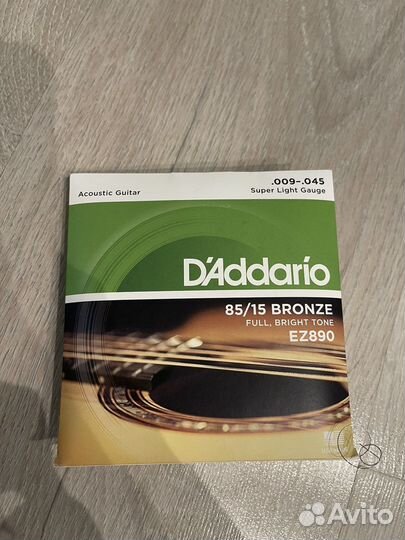 Acoustic Guitar
.009-.045
Super Light Gauge
D'Addario
85/15 BRONZE
FULL, BRIGHT TONE
EZ890
Avito